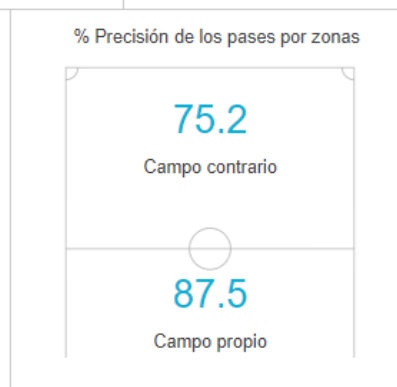 % Precisión de los pases por zonas
75.2
Campo contrario
87.5
Campo propio